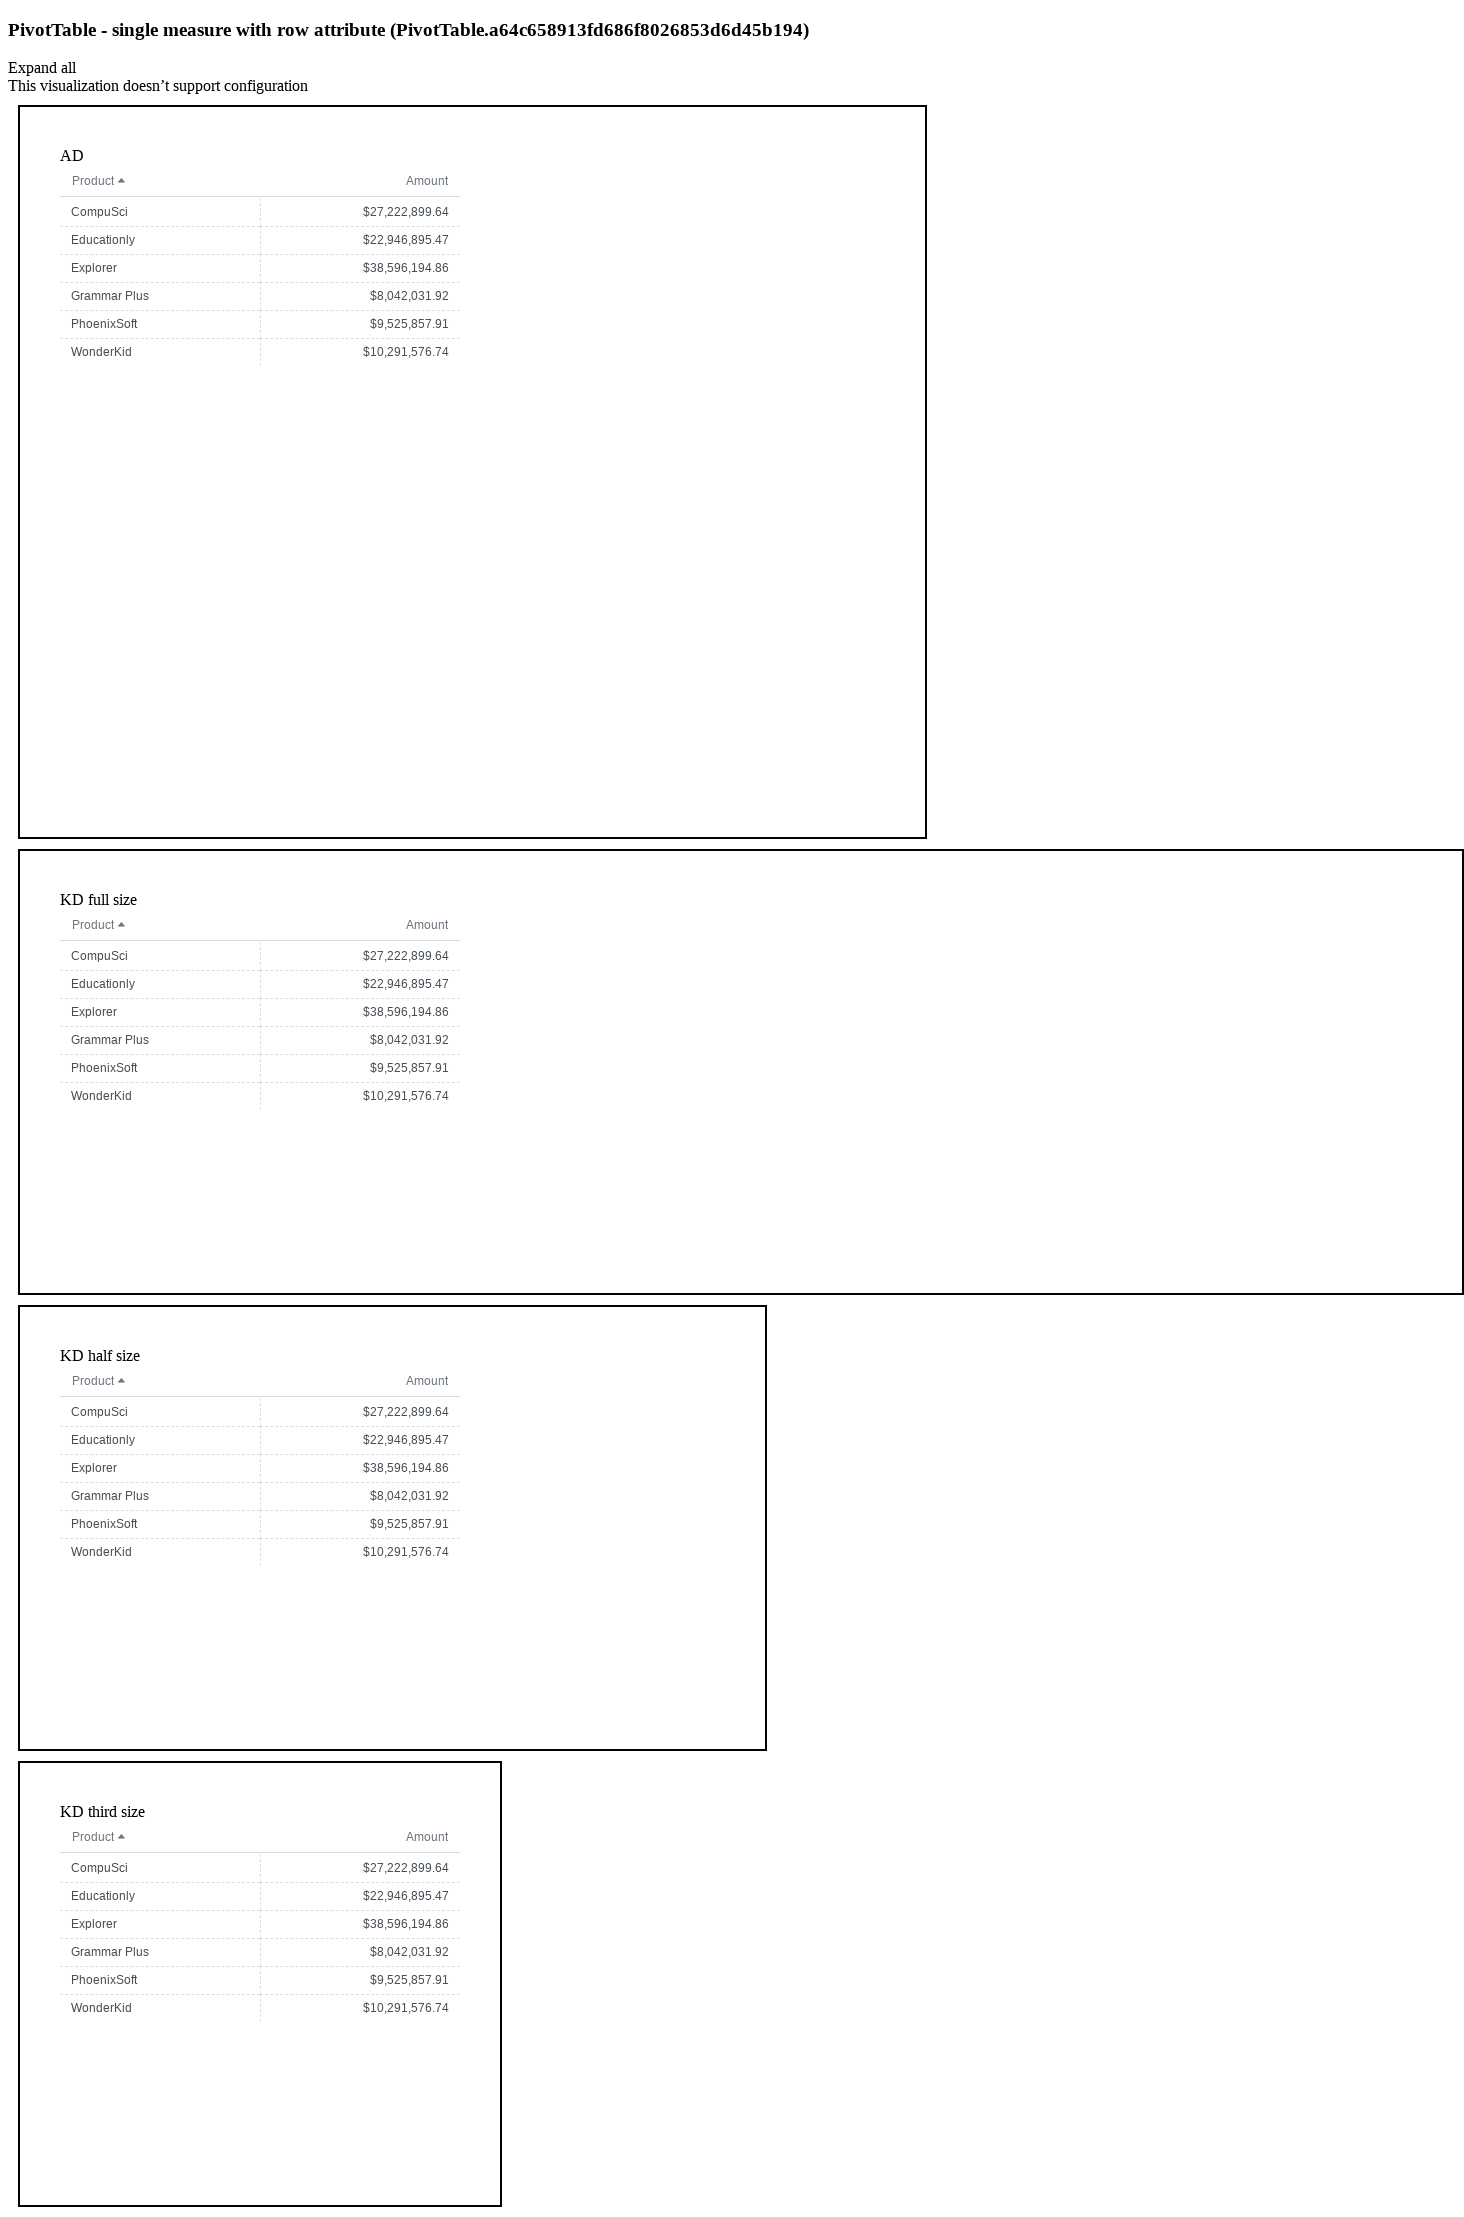 PivotTable - single measure with row attribute (PivotTable.a64c658913fd686f8026853d6d45b194)
Expand all
This visualization doesn’t support configuration
AD
Product Amount
CompuSci $27,222,899.64
Educationly $22,946,895.47
Explorer $38,596,194.86
Grammar Plus $8,042,031.92
PhoenixSoft $9,525,857.91
WonderKid $10,291,576.74
KD full size
Product Amount
CompuSci $27,222,899.64
Educationly $22,946,895.47
Explorer $38,596,194.86
Grammar Plus $8,042,031.92
PhoenixSoft $9,525,857.91
WonderKid $10,291,576.74
KD half size
Product Amount
CompuSci $27,222,899.64
Educationly $22,946,895.47
Explorer $38,596,194.86
Grammar Plus $8,042,031.92
PhoenixSoft $9,525,857.91
WonderKid $10,291,576.74
KD third size
Product Amount
CompuSci $27,222,899.64
Educationly $22,946,895.47
Explorer $38,596,194.86
Grammar Plus $8,042,031.92
PhoenixSoft $9,525,857.91
WonderKid $10,291,576.74